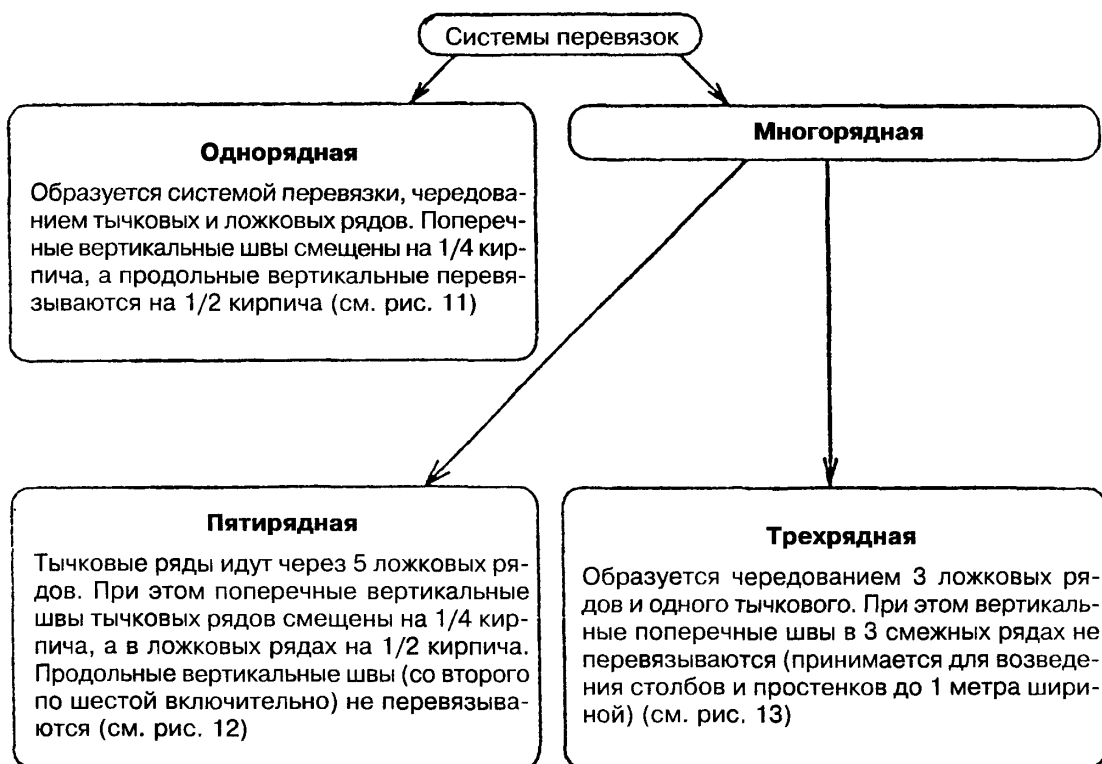 Системы перевязок
Однорядная
Образуется системой перевязки, чередова-
нием тычковых и ложковых рядов. Попереч-
ные вертикальные швы смещены на 1/4 кир-
пича, а продольные вертикальные перевя-
зываются на 1/2 кирпича (см. рис. 11)
Многорядная
Пятирядная
Тычковые ряды идут через 5 ложковых ря-
дов. При этом поперечные вертикальные
швы тычковых рядов смещены на 1/4 кир-
пича, а в ложковых рядах на 1/2 кирпича.
Продольные вертикальные швы (со второго
по шестой включительно) не перевязыва-
ются (см. рис. 12)
Трехрядная
Образуется чередованием 3 ложковых ря-
дов и одного тычкового. При этом вертикаль-
ные поперечные швы в 3 смежных рядах не
перевязываются (принимается для возведе-
ния столбов и простенков до 1 метра шири-
ной) (см. рис. 13)